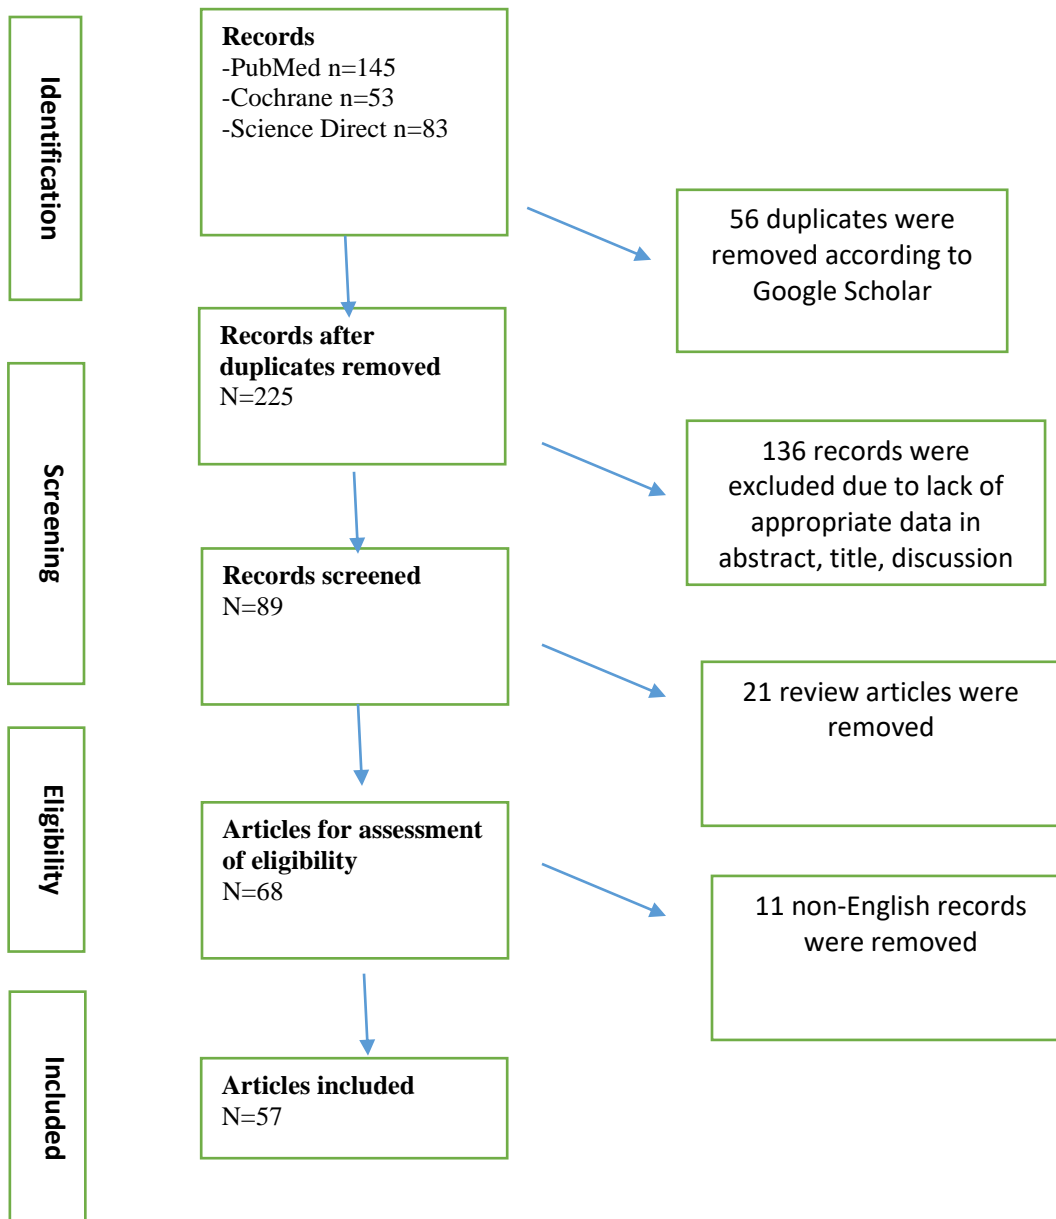 Identification
Records
-PubMed n=145
-Cochrane n=53
-Science Direct n=83
56 duplicates were
removed according to
Google Scholar
Records after
duplicates removed
N=225
Screening
136 records were
excluded due to lack of
appropriate data in
abstract, title, discussion
Records screened
N=89
21 review articles were
removed
Eligibility
Articles for assessment
of eligibility
N=68
11 non-English records
were removed
Included
Articles included
N=57